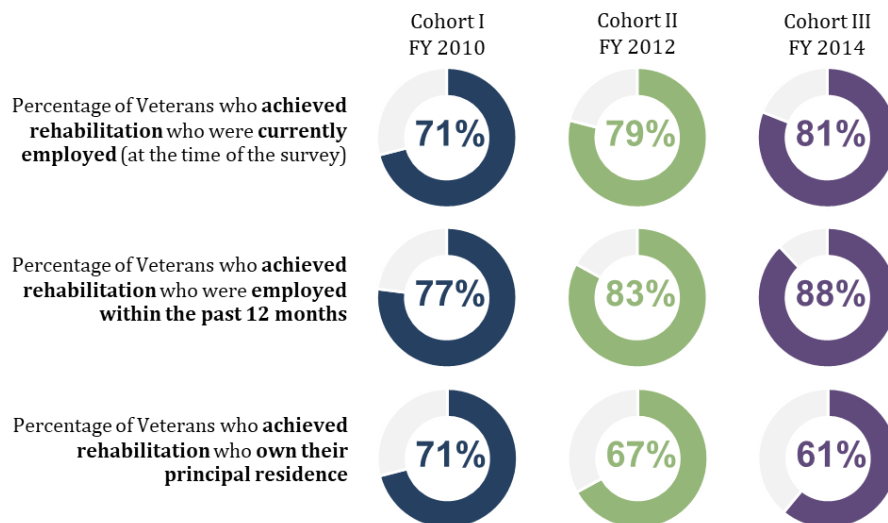 Cohort I
FY 2010
Cohort II
FY 2012
Cohort III
FY 2014
Percentage of Veterans who achieved
rehabilitation who were currently
employed (at the time of the survey)
71%
79%
81%
Percentage of Veterans who achieved
rehabilitation who were employed
within the past 12 months
77%
83%
88%
Percentage of Veterans who achieved
rehabilitation who own their
principal residence
71%
67%
61%